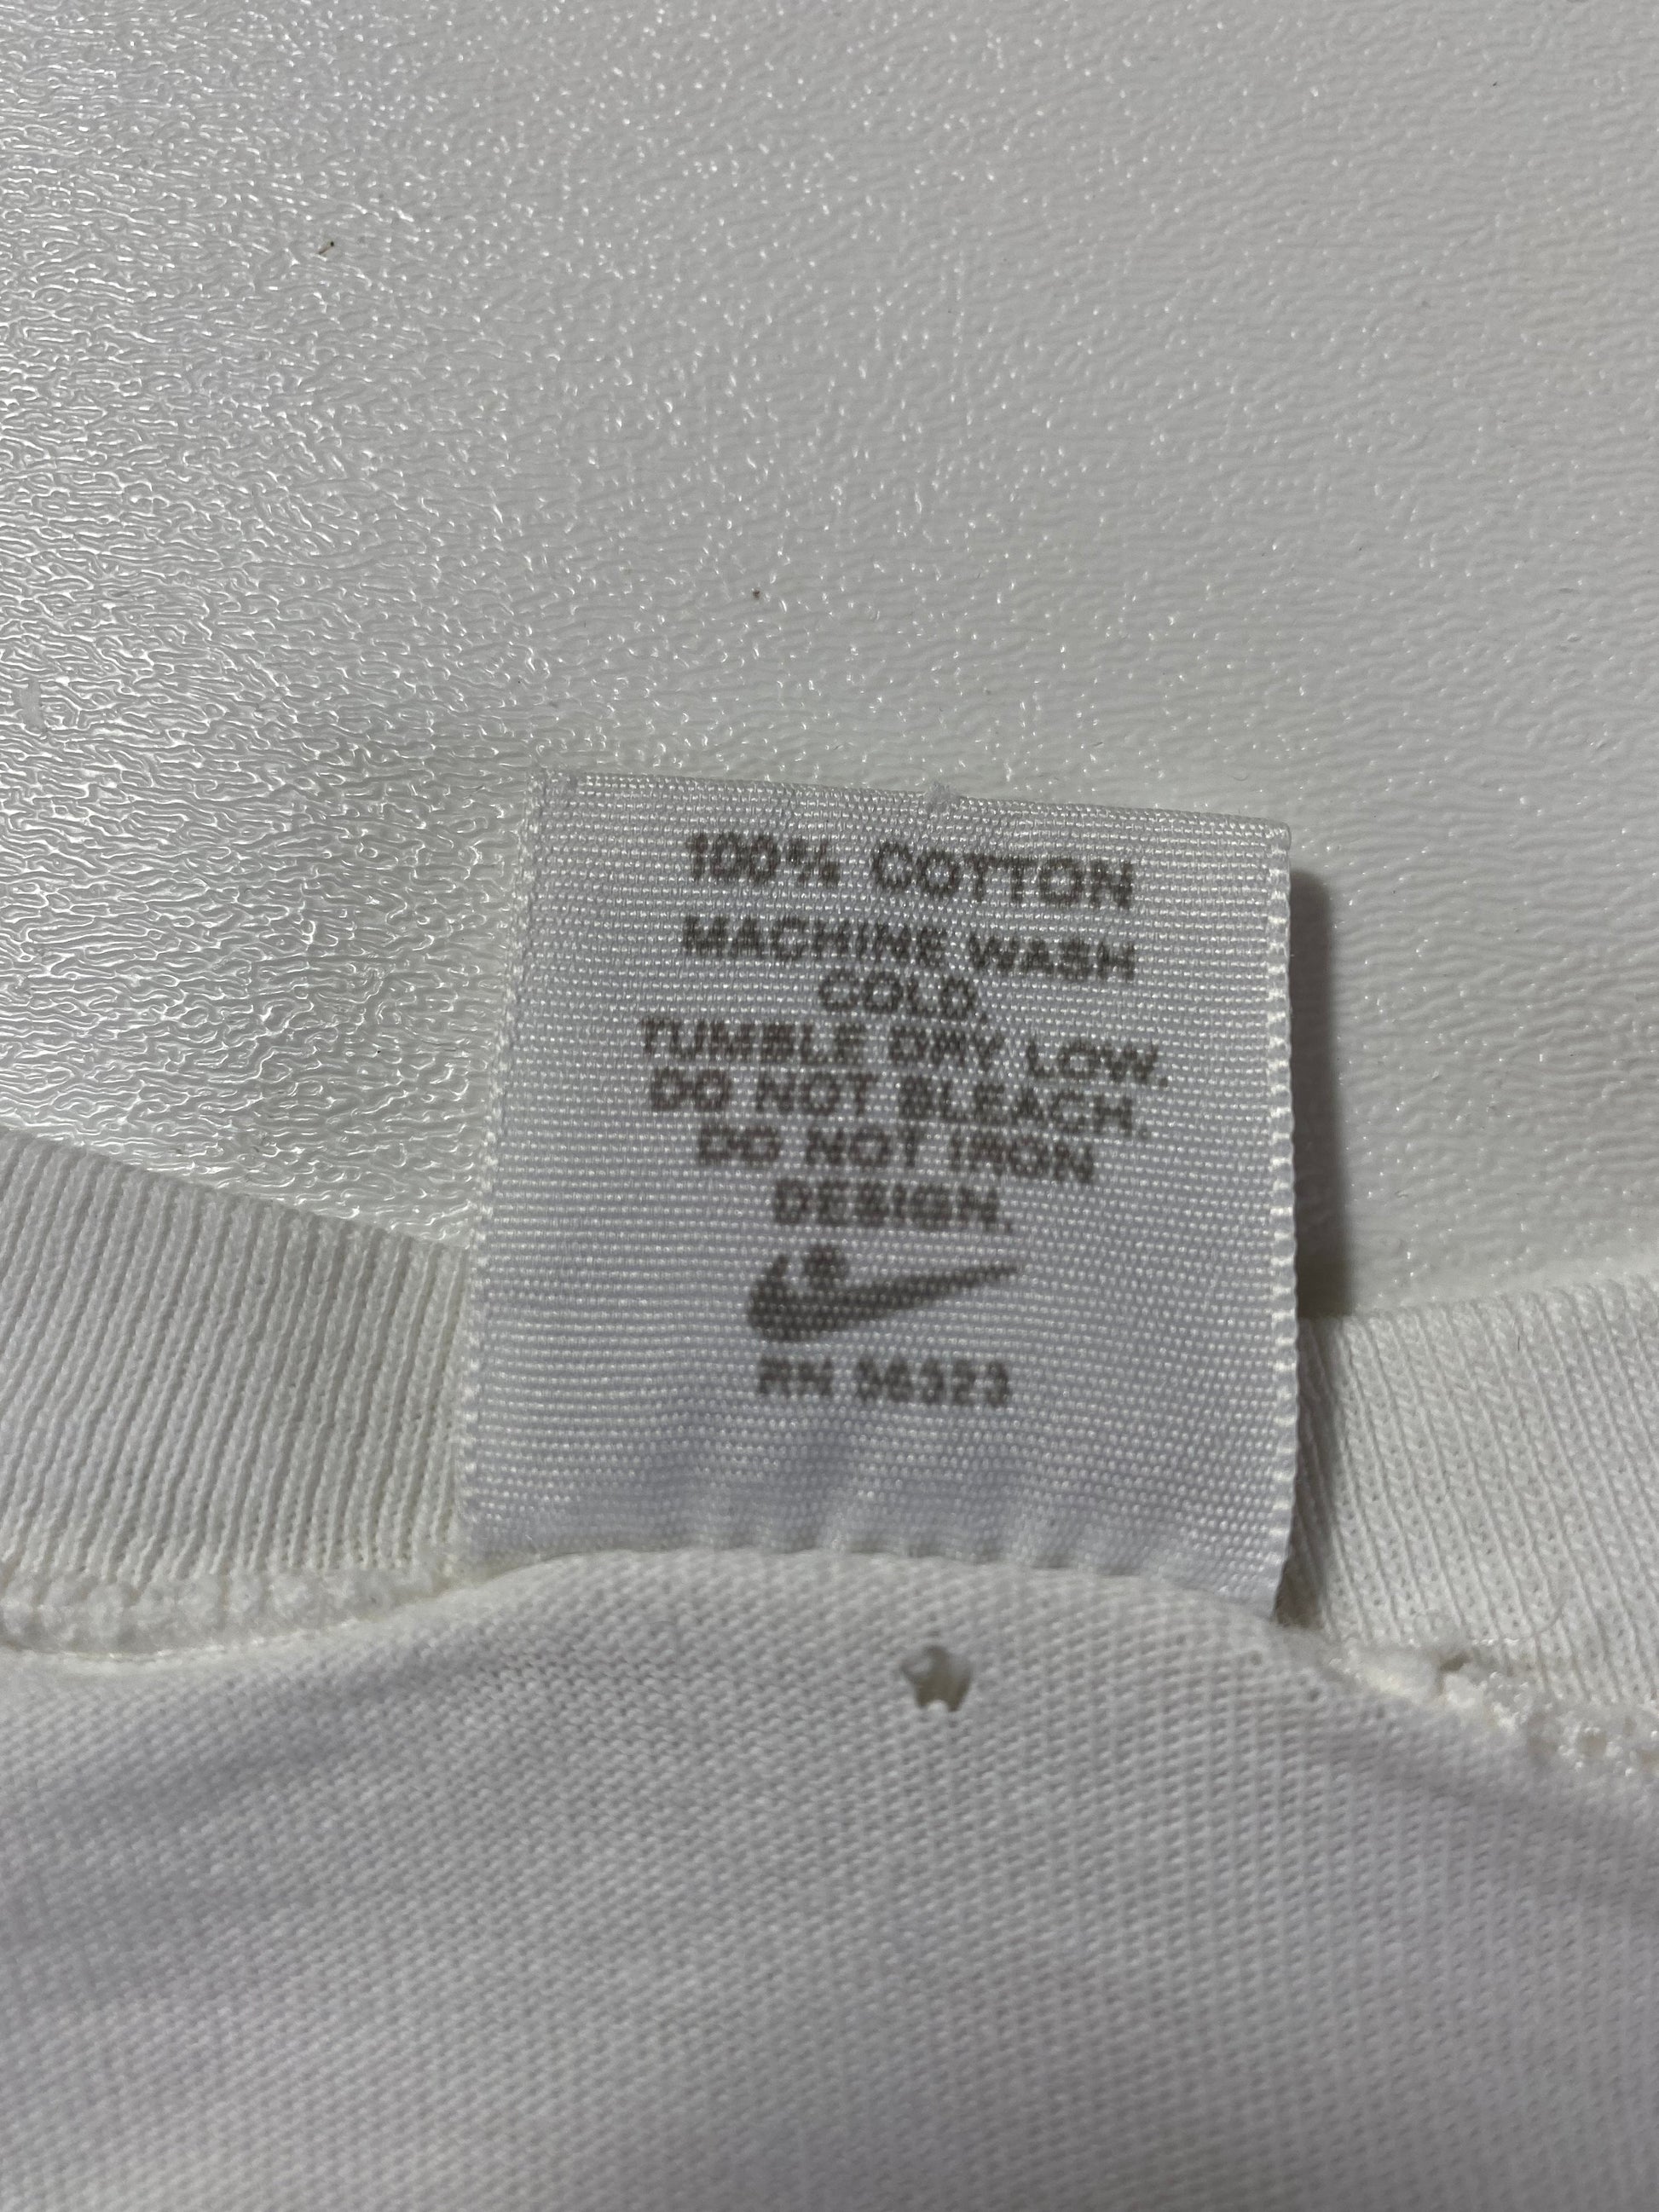 100% COTTON
MACHINE WASH
COLD.
TUMBLE DRY LOW.
DO NOT BLEACH.
DO NOT IRON
DESIGN.
®
RN 56323